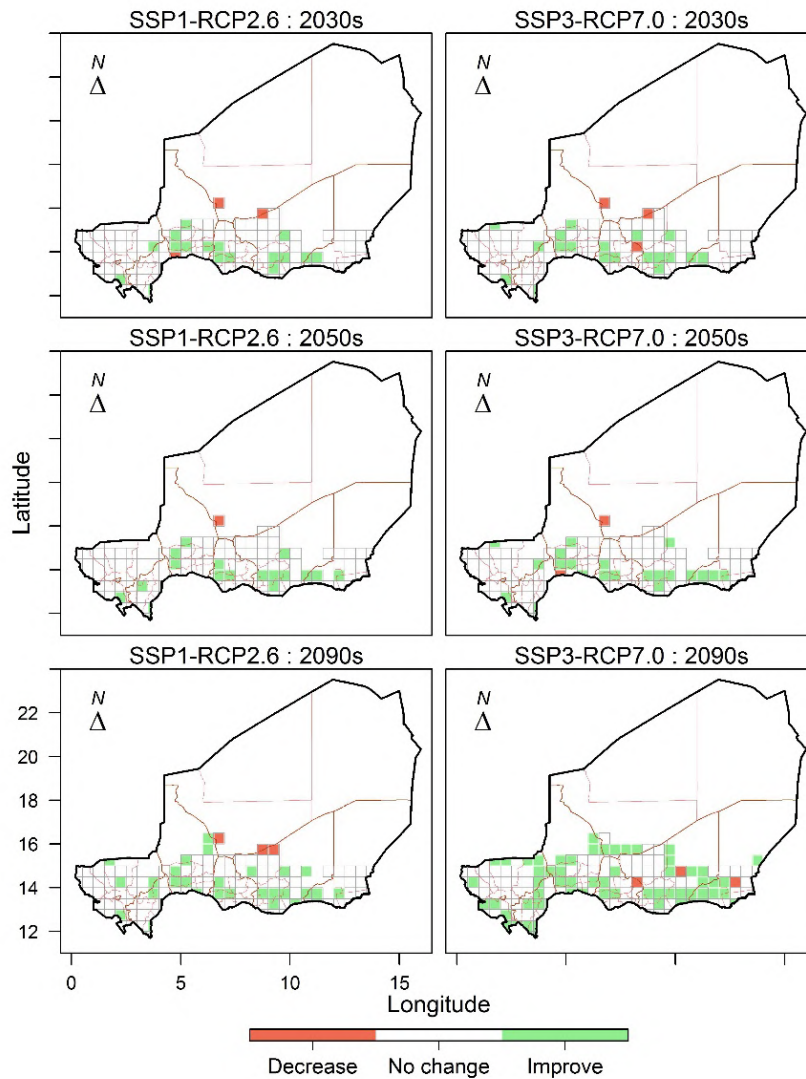 SSP1-RCP2.6 : 2030s
SSP3-RCP7.0 : 2030s
N
Δ
N
Δ
SSP1-RCP2.6 : 2050s
SSP3-RCP7.0 : 2050s
N
Δ
N
Δ
Latitude
SSP1-RCP2.6 : 2090s
SSP3-RCP7.0 : 2090s
N
Δ
N
Δ
22
20
18
16
14
12
0 5 10 15
Longitude
Decrease No change Improve